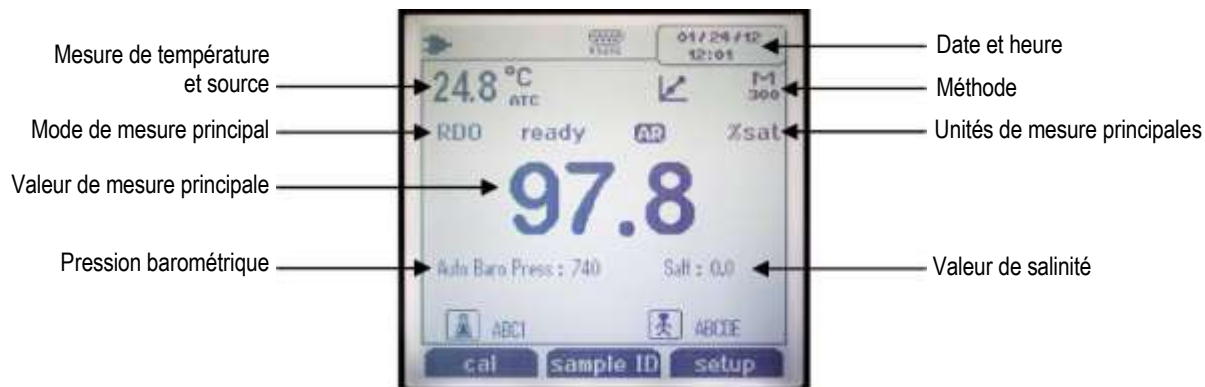 Mesure de température
et source
Mode de mesure principal
Valeur de mesure principale
Pression barométrique
01/24/12
12:01
24.8 °C
ATC
M
300
RDO ready AR %sat
97.8
Auto Baro Press : 740 Salt : 0.0
ABC1 ABCDE
cal sample ID setup
Date et heure
Méthode
Unités de mesure principales
Valeur de salinité